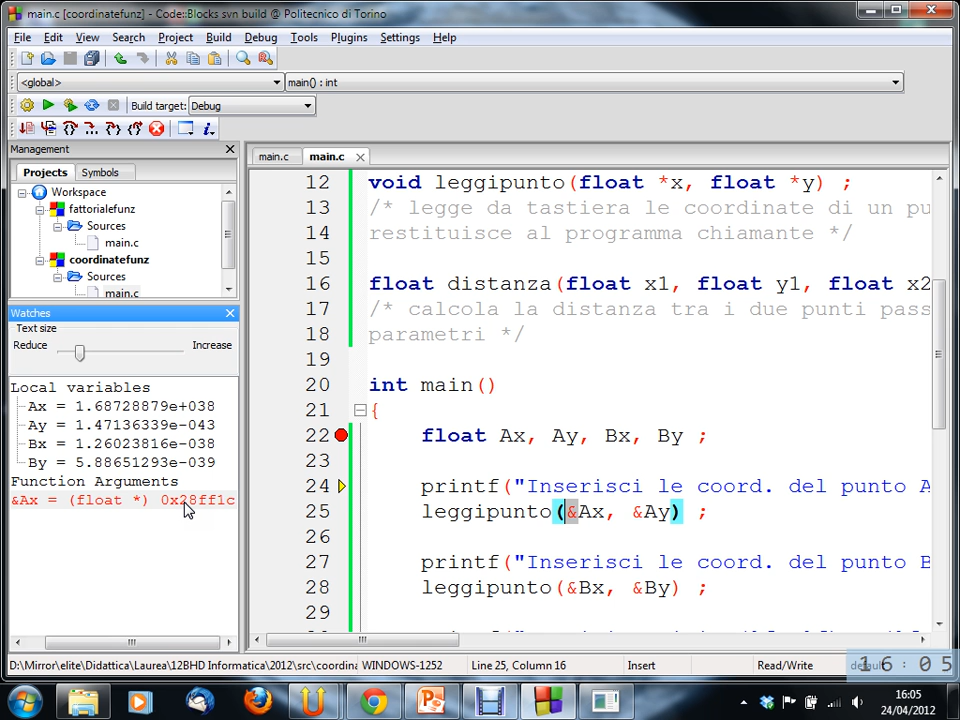 main.c [coordinatefunz] - Code::Blocks svn build @ Politecnico di Torino
File Edit View Search Project Build Debug Tools Plugins Settings Help
<global> main() : int
Build target: Debug
Management
Projects Symbols
Workspace
fattorialefunz
Sources
main.c
coordinatefunz
Sources
main.c
Watches
Text size
Reduce Increase
Local variables
Ax = 1.68728879e+038
Ay = 1.47136339e-043
Bx = 1.26023816e-038
By = 5.88651293e-039
Function Arguments
&Ax = (float *) 0x28ff1c
main.c main.c
12 void leggipunto(float *x, float *y) ;
13 /* legge da tastiera le coordinate di un pu
14 restituisce al programma chiamante */
15
16 float distanza(float x1, float y1, float x2
17 /* calcola la distanza tra i due punti pass
18 parametri */
19
20 int main()
21 {
22 float Ax, Ay, Bx, By ;
23
24 printf("Inserisci le coord. del punto A
25 leggipunto(&Ax, &Ay) ;
26
27 printf("Inserisci le coord. del punto B
28 leggipunto(&Bx, &By) ;
29
D:\Mirror\elite\Didattica\Laurea\12BHD Informatica\2012\src\coordina WINDOWS-1252 Line 25, Column 16 Insert Read/Write default
16:05
16:05
24/04/2012